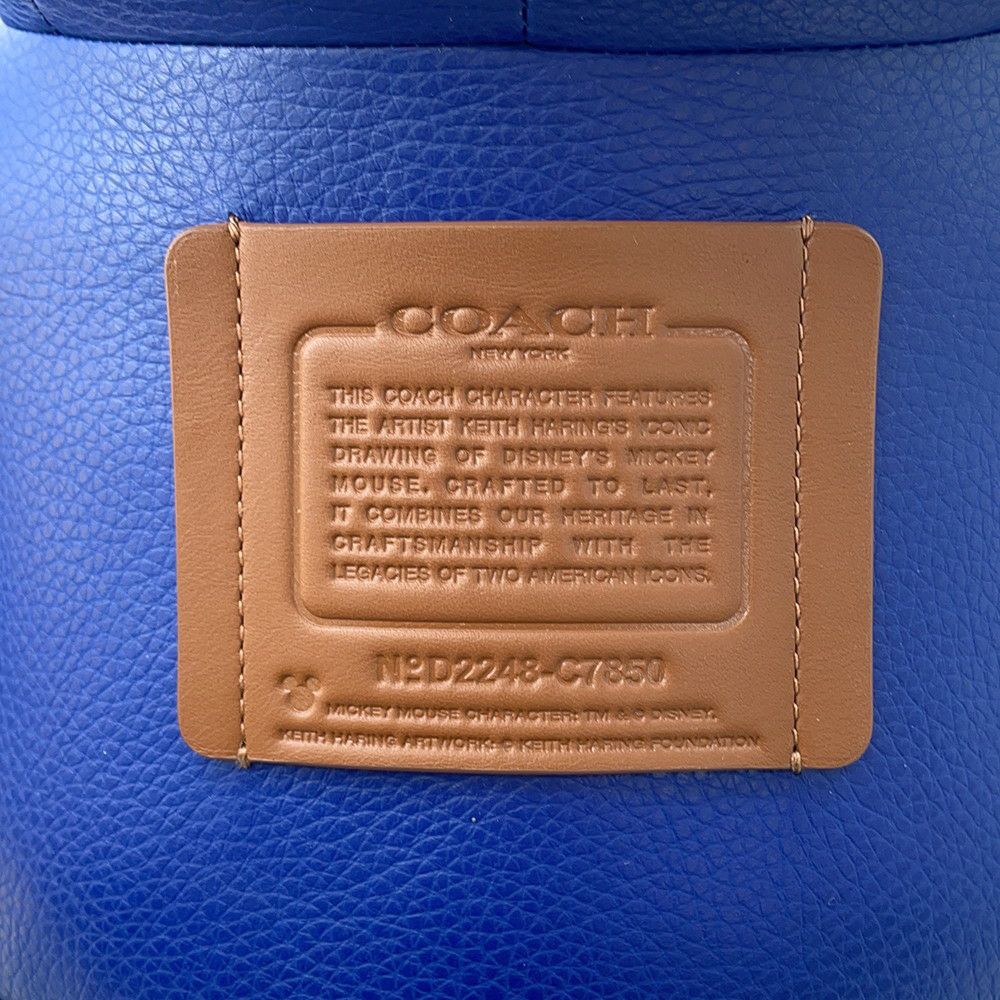 COACH
NEW YORK
THIS COACH CHARACTER FEATURES
THE ARTIST KEITH HARING'S ICONIC
DRAWING OF DISNEY'S MICKEY
MOUSE. CRAFTED TO LAST,
IT COMBINES OUR HERITAGE IN
CRAFTSMANSHIP WITH THE
LEGACIES OF TWO AMERICAN ICONS.
NºD2248-C7850
MICKEY MOUSE CHARACTER: TM & © DISNEY.
KEITH HARING ARTWORK: © KEITH HARING FOUNDATION